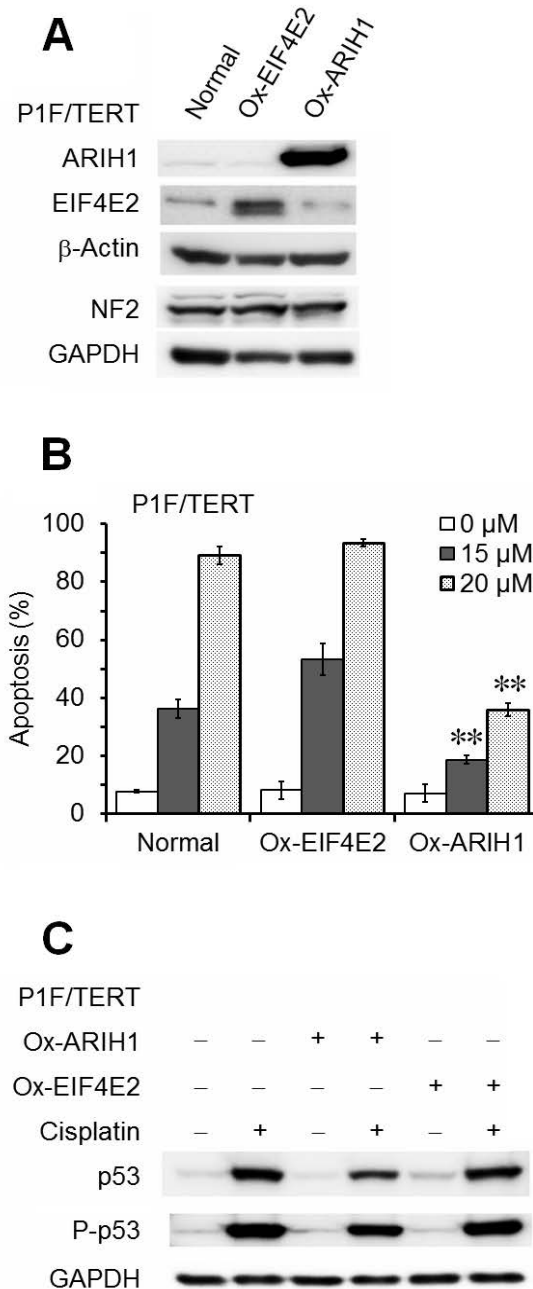 A
Normal
Ox-EIF4E2
Ox-ARIH1
P1F/TERT
ARIH1
EIF4E2
β-Actin
NF2
GAPDH
B
P1F/TERT
0 µM
15 µM
20 µM
Apoptosis (%)
100
80
60
40
20
0
**
**
Normal Ox-EIF4E2 Ox-ARIH1
C
P1F/TERT
Ox-ARIH1 – – + + – –
Ox-EIF4E2 – – – – + +
Cisplatin – + – + – +
p53
P-p53
GAPDH